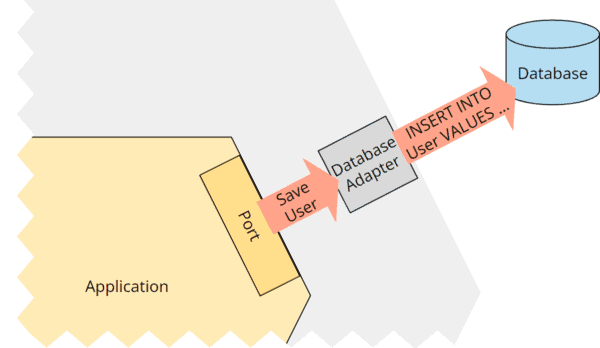 Database
INSERT INTO
User VALUES ...
Database
Adapter
Save
User
Port
Application